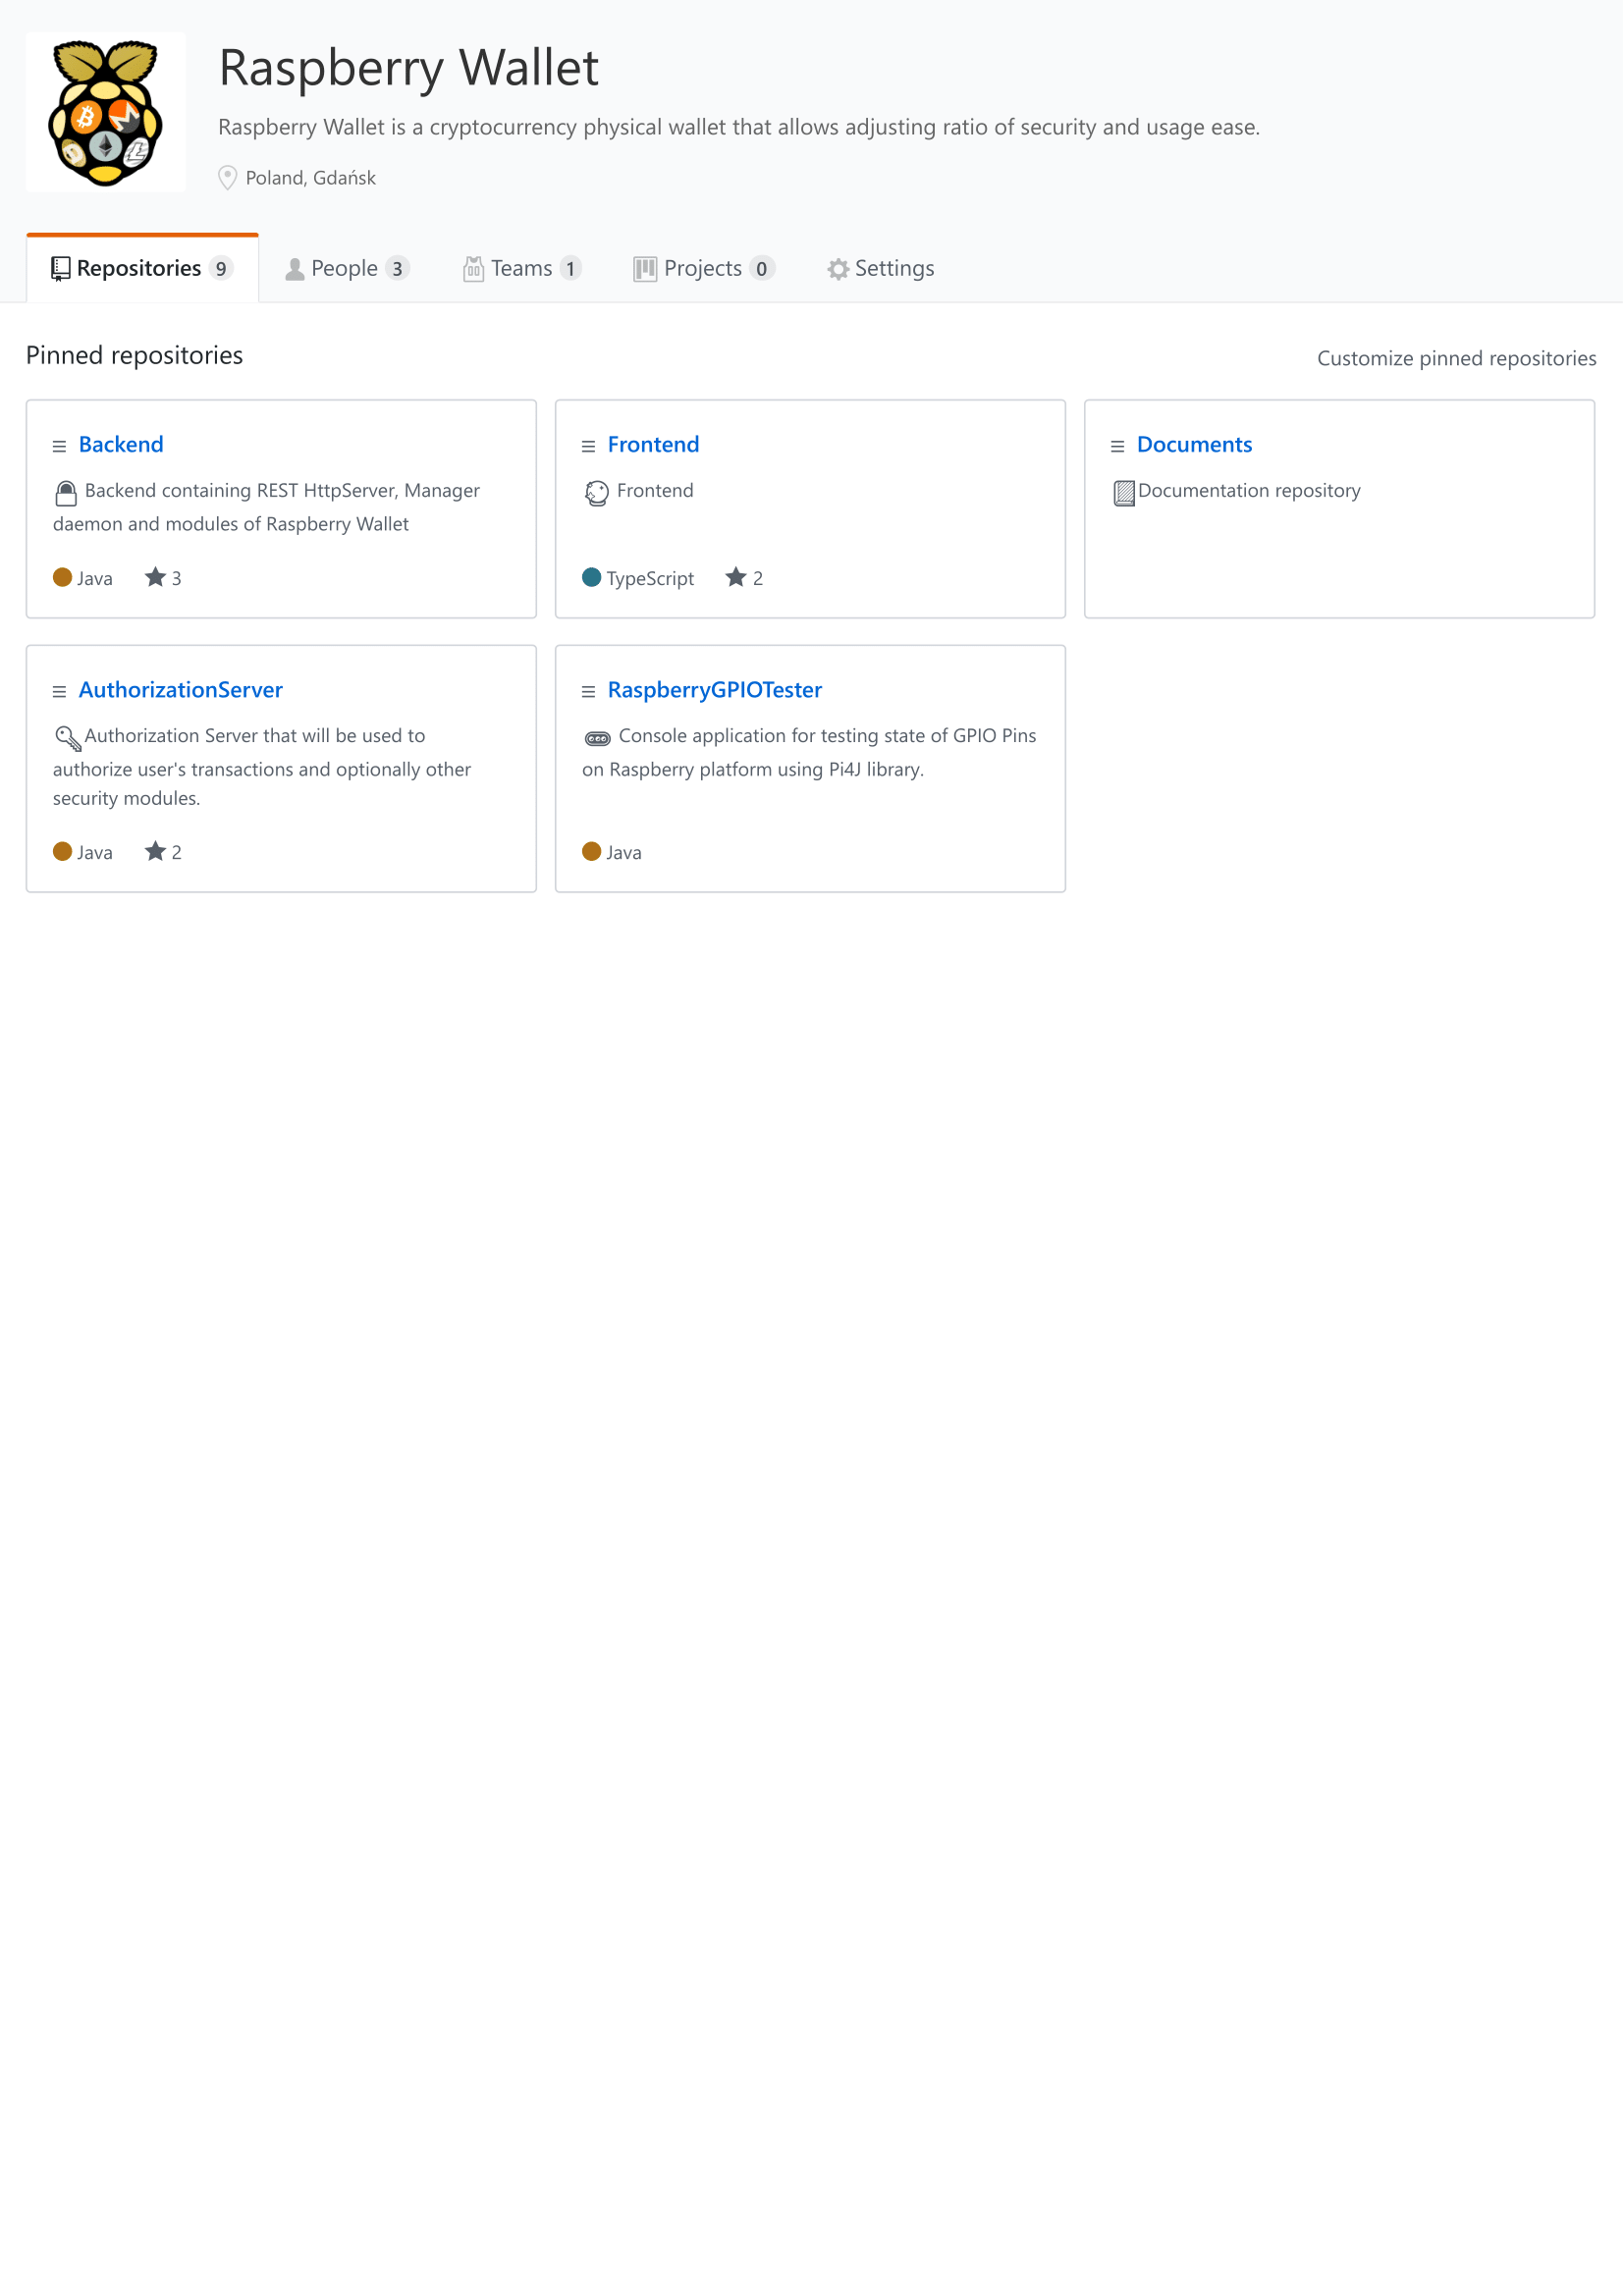 Raspberry Wallet
Raspberry Wallet is a cryptocurrency physical wallet that allows adjusting ratio of security and usage ease.
Poland, Gdańsk
Repositories 9 People 3 Teams 1 Projects 0 Settings
Pinned repositories
Customize pinned repositories
Backend
Backend containing REST HttpServer, Manager
daemon and modules of Raspberry Wallet
Java 3
Frontend
Frontend
TypeScript 2
Documents
Documentation repository
AuthorizationServer
Authorization Server that will be used to
authorize user's transactions and optionally other
security modules.
Java 2
RaspberryGPIOTester
Console application for testing state of GPIO Pins
on Raspberry platform using Pi4J library.
Java